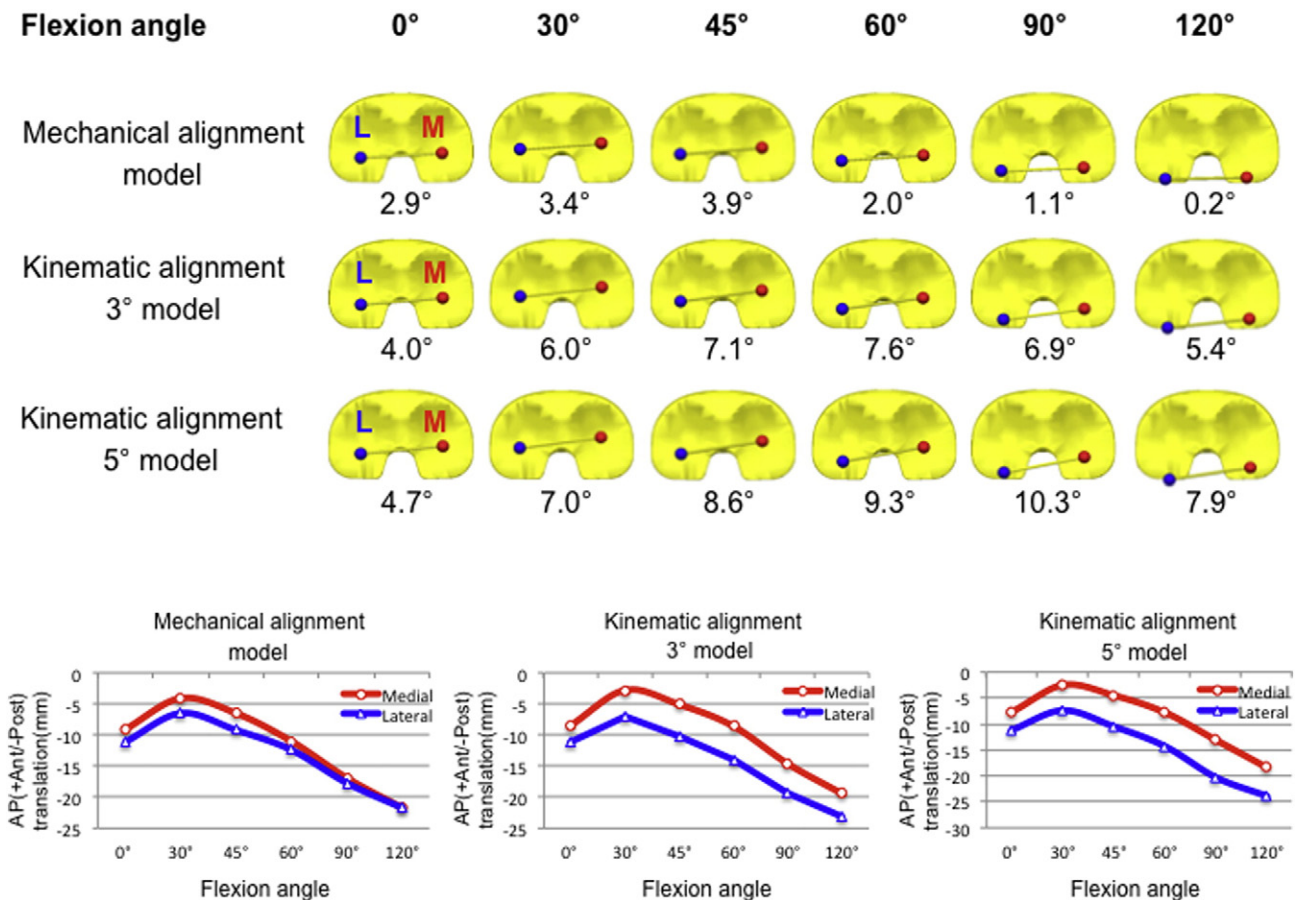 Flexion angle 0° 30° 45° 60° 90° 120°
Mechanical alignment
model
L M
2.9° 3.4° 3.9° 2.0° 1.1° 0.2°
Kinematic alignment
3° model
L M
4.0° 6.0° 7.1° 7.6° 6.9° 5.4°
Kinematic alignment
5° model
L M
4.7° 7.0° 8.6° 9.3° 10.3° 7.9°
Mechanical alignment
model
AP(+Ant/-Post)
translation(mm)
0
-5
-10
-15
-20
-25
Medial
Lateral
0° 30° 45° 60° 90° 120°
Flexion angle
Kinematic alignment
3° model
AP(+Ant/-Post)
translation(mm)
0
-5
-10
-15
-20
-25
Medial
Lateral
0° 30° 45° 60° 90° 120°
Flexion angle
Kinematic alignment
5° model
AP(+Ant/-Post)
translation(mm)
0
-5
-10
-15
-20
-25
-30
Medial
Lateral
0° 30° 45° 60° 90° 120°
Flexion angle